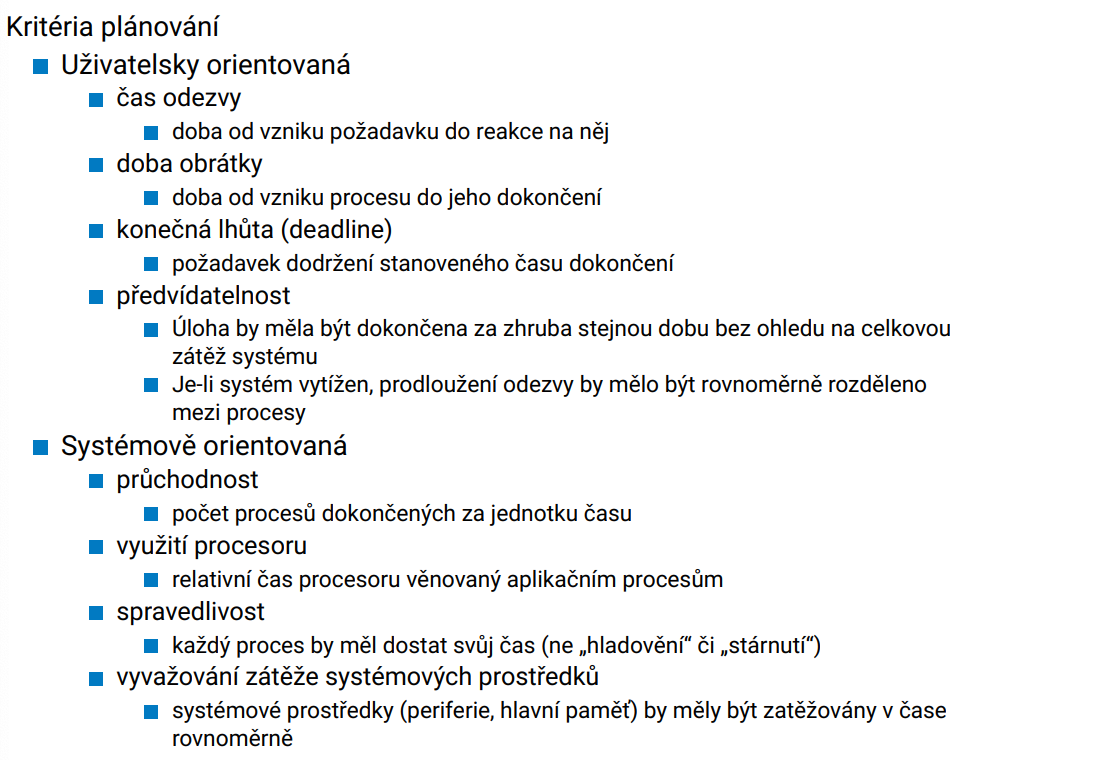 Kritéria plánování
Uživatelsky orientovaná
čas odezvy
doba od vzniku požadavku do reakce na něj
doba obrátky
doba od vzniku procesu do jeho dokončení
konečná lhůta (deadline)
požadavek dodržení stanoveného času dokončení
předvídatelnost
Úloha by měla být dokončena za zhruba stejnou dobu bez ohledu na celkovou
zátěž systému
Je-li systém vytížen, prodloužení odezvy by mělo být rovnoměrně rozděleno
mezi procesy
Systémově orientovaná
průchodnost
počet procesů dokončených za jednotku času
využití procesoru
relativní čas procesoru věnovaný aplikačním procesům
spravedlivost
každý proces by měl dostat svůj čas (ne „hladovění“ či „stárnutí“)
vyvažování zátěže systémových prostředků
systémové prostředky (periferie, hlavní paměť) by měly být zatěžovány v čase
rovnoměrně